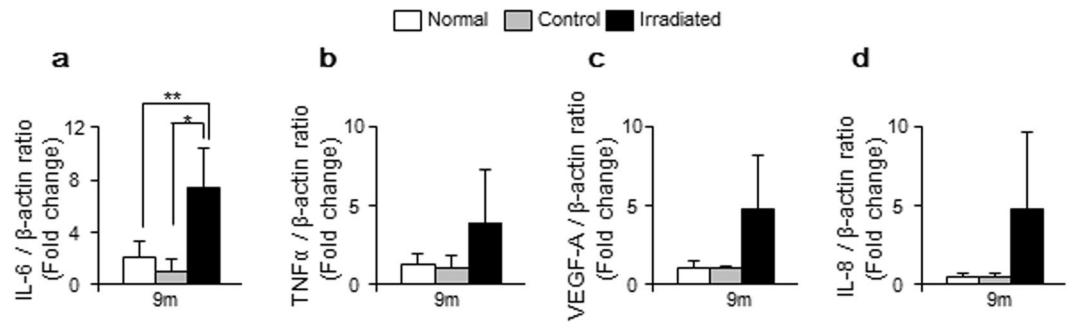 Normal Control Irradiated
a
b
c
d
IL-6 / β-actin ratio
(Fold change)
12
8
4
0
**
*
9m
TNFα / β-actin ratio
(Fold change)
10
5
0
9m
VEGF-A / β-actin ratio
(Fold change)
10
5
0
9m
IL-8 / β-actin ratio
(Fold change)
10
5
0
9m